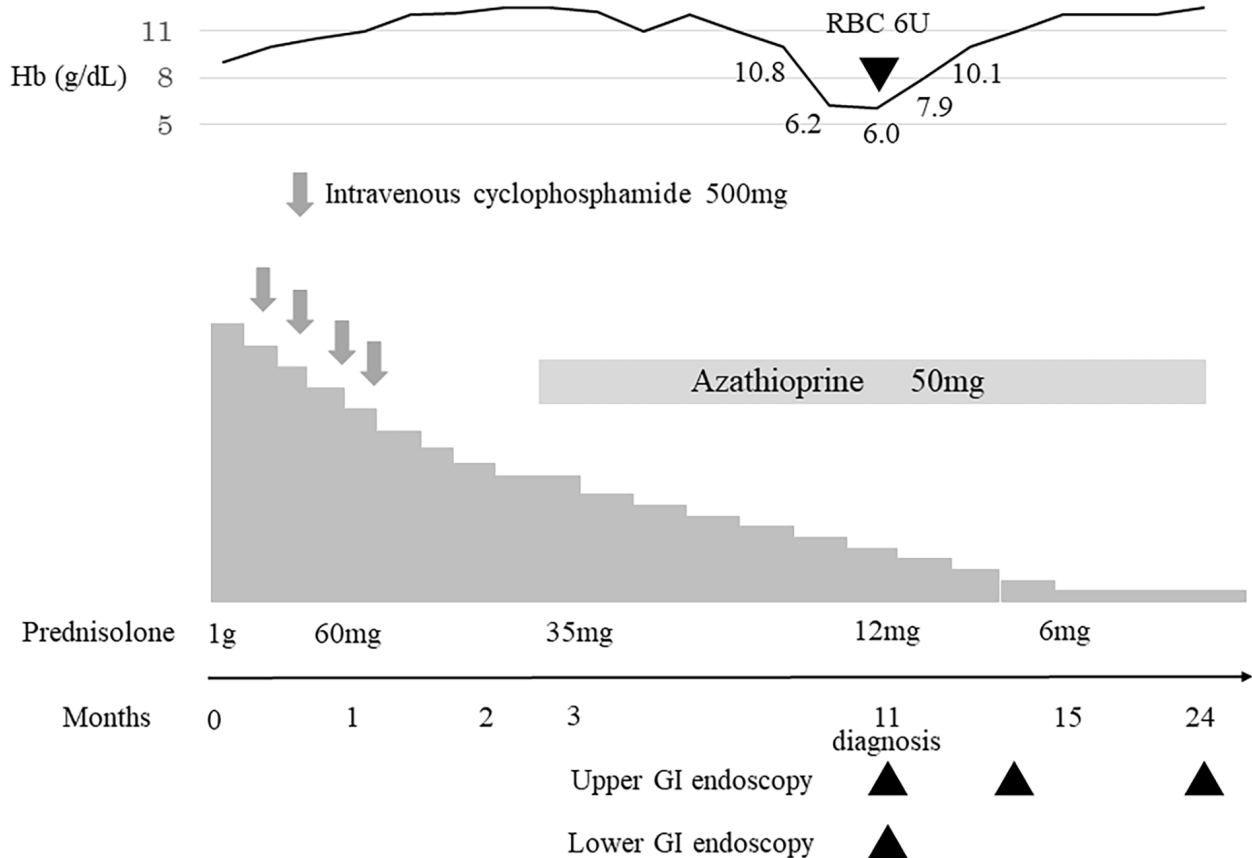 11
RBC 6U
Hb (g/dL) 8
10.8
10.1
7.9
5
6.2
6.0
Intravenous cyclophosphamide 500mg
Azathioprine 50mg
Prednisolone 1g 60mg 35mg 12mg 6mg
Months 0 1 2 3 11 15 24
diagnosis
Upper GI endoscopy
Lower GI endoscopy